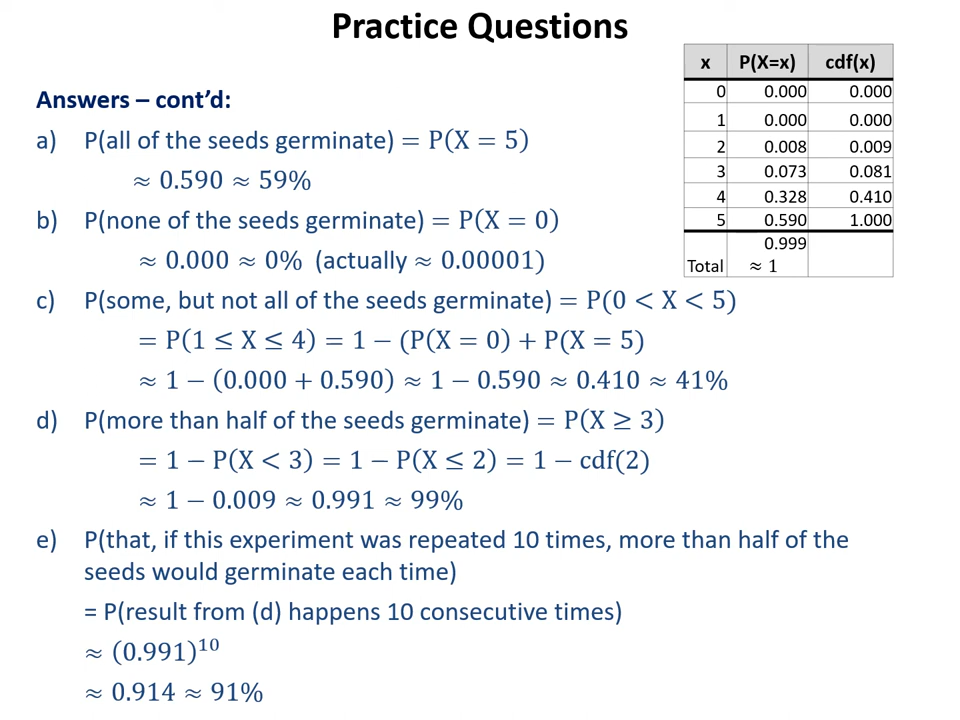 Practice Questions
x P(X=x) cdf(x)
0 0.000 0.000
1 0.000 0.000
2 0.008 0.009
3 0.073 0.081
4 0.328 0.410
5 0.590 1.000
0.999
Total ≈ 1
Answers – cont’d:
a) P(all of the seeds germinate) = P(X = 5)
≈ 0.590 ≈ 59%
b) P(none of the seeds germinate) = P(X = 0)
≈ 0.000 ≈ 0% (actually ≈ 0.00001)
c) P(some, but not all of the seeds germinate) = P(0 < X < 5)
= P(1 ≤ X ≤ 4) = 1 − (P(X = 0) + P(X = 5)
≈ 1 − (0.000 + 0.590) ≈ 1 − 0.590 ≈ 0.410 ≈ 41%
d) P(more than half of the seeds germinate) = P(X ≥ 3)
= 1 − P(X < 3) = 1 − P(X ≤ 2) = 1 − cdf(2)
≈ 1 − 0.009 ≈ 0.991 ≈ 99%
e) P(that, if this experiment was repeated 10 times, more than half of the
seeds would germinate each time)
= P(result from (d) happens 10 consecutive times)
≈ (0.991)¹⁰
≈ 0.914 ≈ 91%